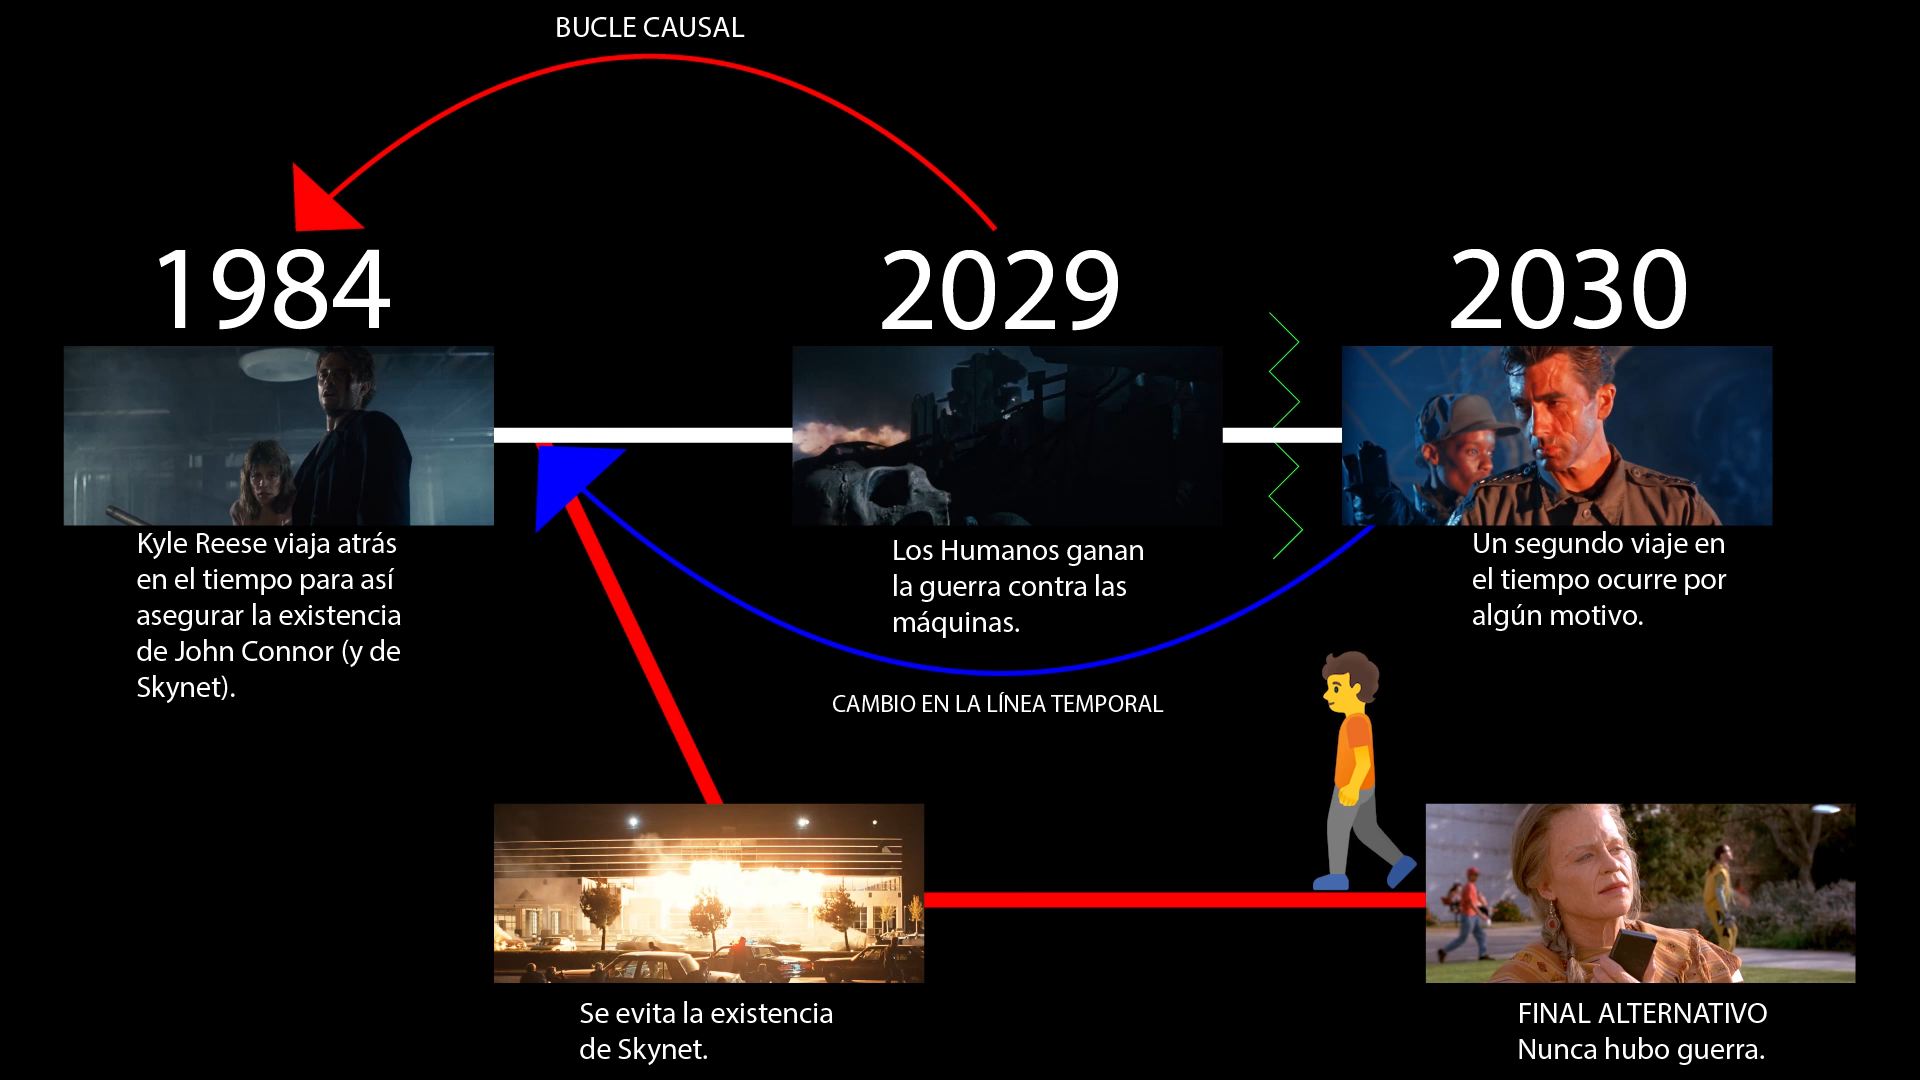 BUCLE CAUSAL
1984
2029
2030
Kyle Reese viaja atrás
en el tiempo para así
asegurar la existencia
de John Connor (y de
Skynet).
Los Humanos ganan
la guerra contra las
máquinas.
Un segundo viaje en
el tiempo ocurre por
algún motivo.
CAMBIO EN LA LÍNEA TEMPORAL
Se evita la existencia
de Skynet.
FINAL ALTERNATIVO
Nunca hubo guerra.